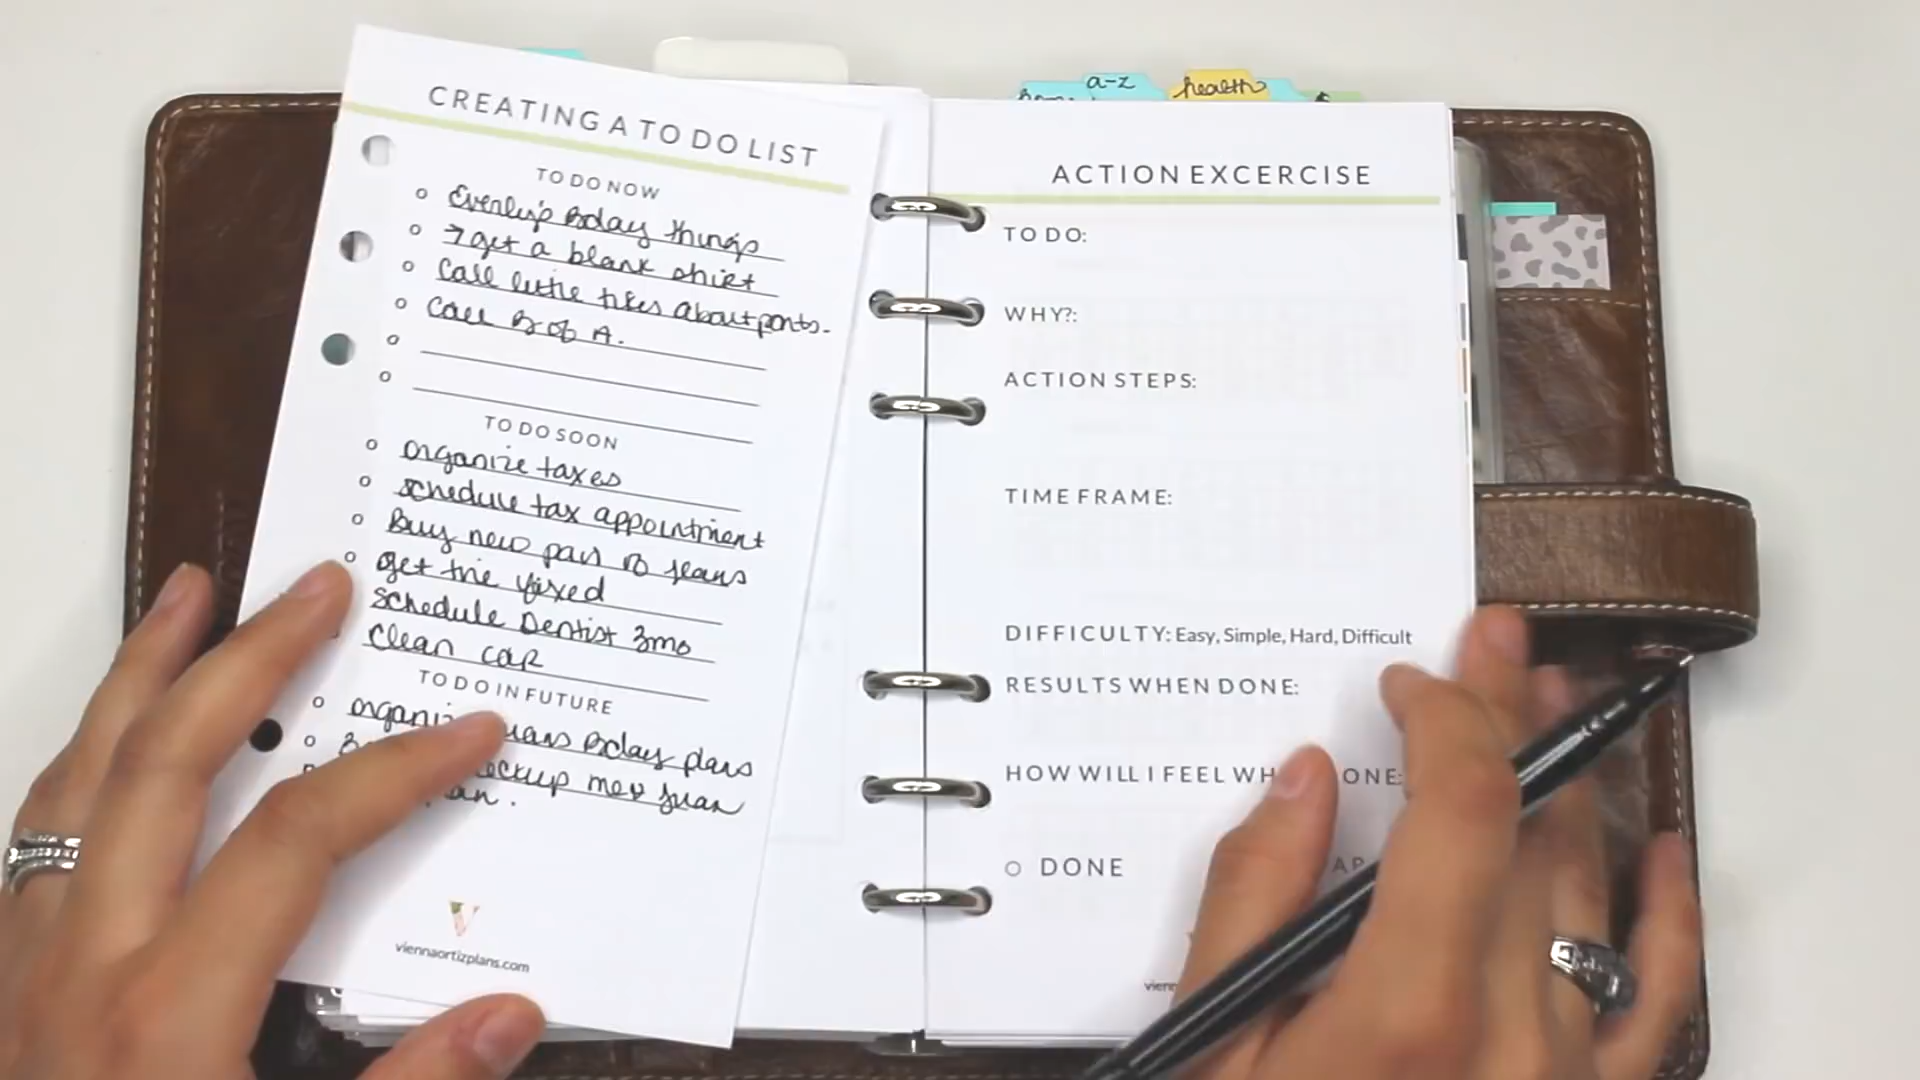 a-z
health
CREATING A TO DO LIST
TO DO NOW
Everly's Bday things
→ get a blank shirt
Call little tikes about parts.
Call B of A.
TO DO SOON
organize taxes
schedule tax appointment
Buy new pair jeans
get tire fixed
Schedule Dentist 3mo
Clean car
TO DO IN FUTURE
Bday plans
me + Juan
viennaortizplans.com
ACTION EXCERCISE
TO DO:
WHY?:
ACTION STEPS:
TIME FRAME:
DIFFICULTY: Easy, Simple, Hard, Difficult
RESULTS WHEN DONE:
HOW WILL I FEEL
DONE